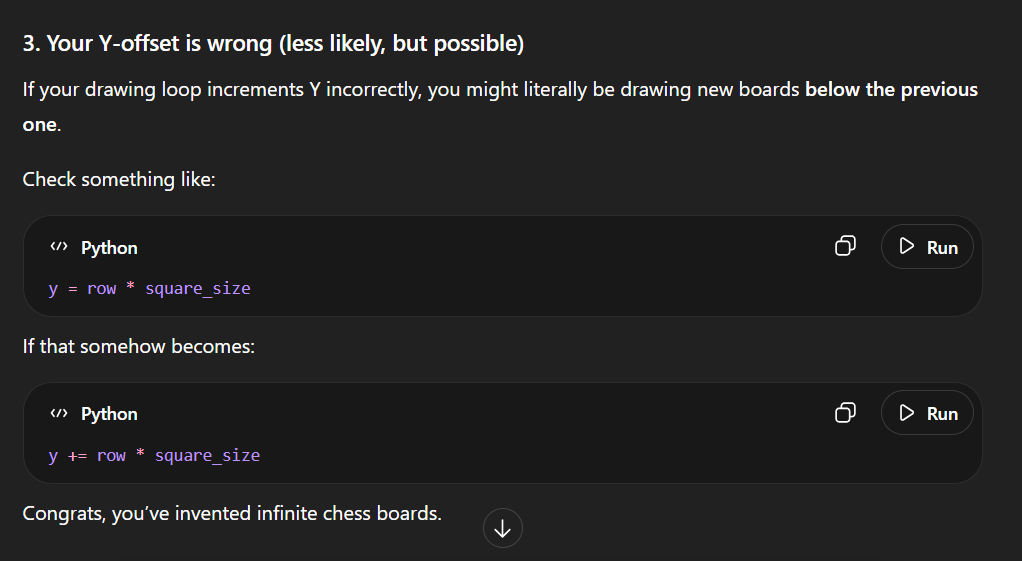 3. Your Y-offset is wrong (less likely, but possible)
If your drawing loop increments Y incorrectly, you might literally be drawing new boards below the previous
one.
Check something like:
Python
Run
y = row * square_size
If that somehow becomes:
Python
Run
y += row * square_size
Congrats, you’ve invented infinite chess boards.